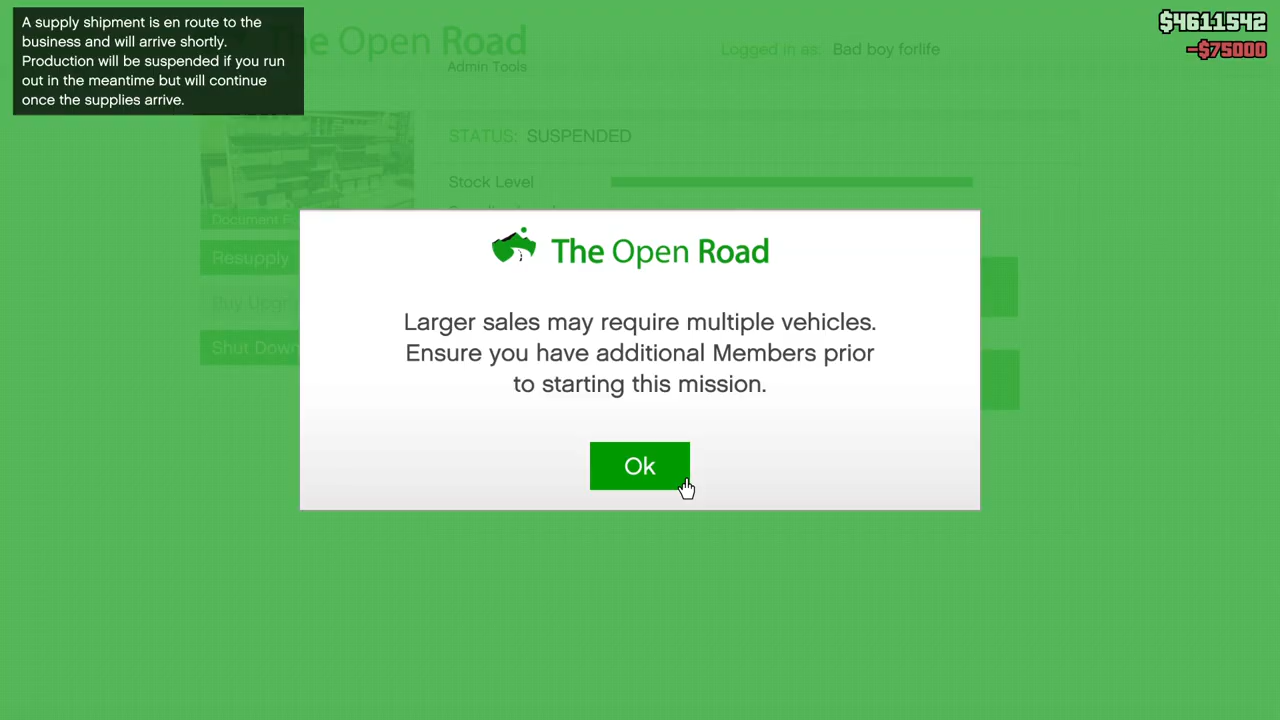 A supply shipment is en route to the
business and will arrive shortly.
Production will be suspended if you run
out in the meantime but will continue
once the supplies arrive.
$4611542
-$75000
The Open Road
Admin Tools
Logged in as: Bad boy forlife
STATUS: SUSPENDED
Stock Level
Document
Resupply
Buy
Shut Down
The Open Road
Larger sales may require multiple vehicles.
Ensure you have additional Members prior
to starting this mission.
Ok